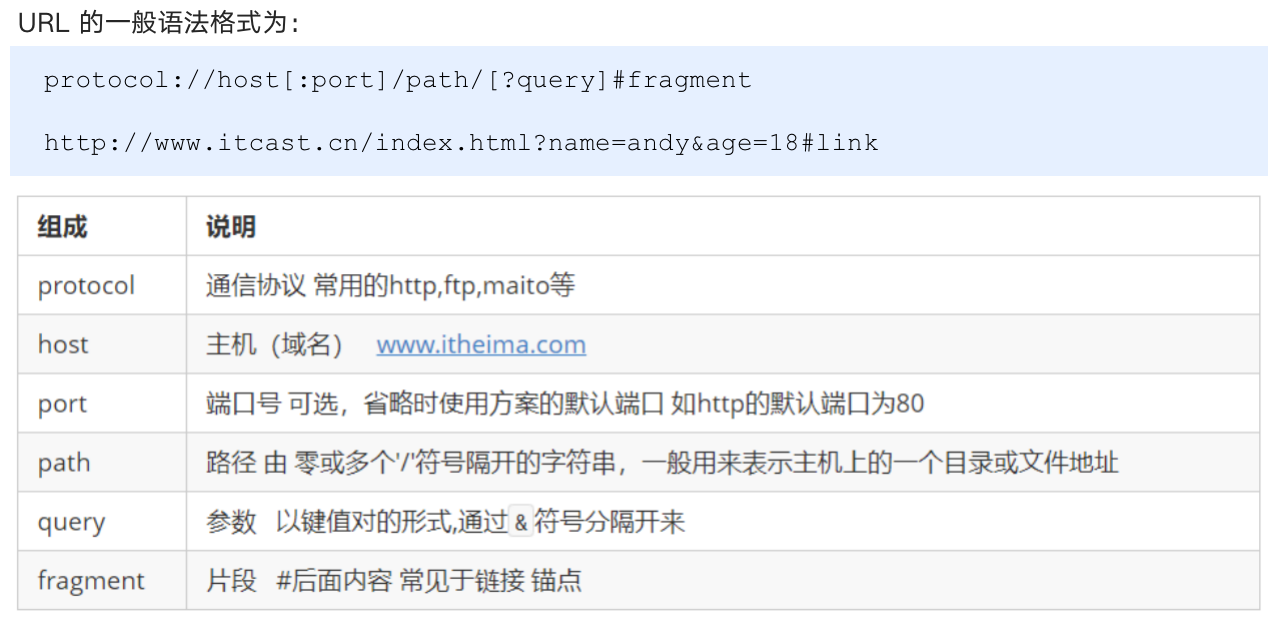 URL 的一般语法格式为：
protocol://host[:port]/path/[?query]#fragment
http://www.itcast.cn/index.html?name=andy&age=18#link
组成 说明
protocol 通信协议 常用的http,ftp,maito等
host 主机（域名） www.itheima.com
port 端口号 可选，省略时使用方案的默认端口 如http的默认端口为80
path 路径 由 零或多个'/'符号隔开的字符串，一般用来表示主机上的一个目录或文件地址
query 参数 以键值对的形式,通过&符号分隔开来
fragment 片段 #后面内容 常见于链接 锚点